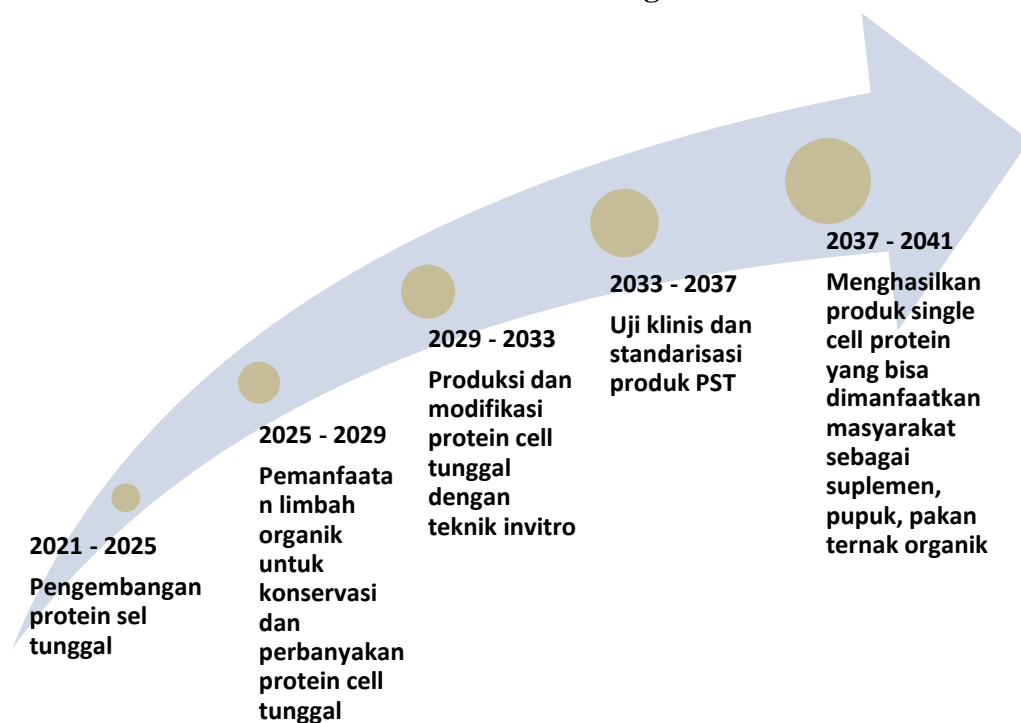 2021 - 2025
Pengembangan
protein sel
tunggal
2025 - 2029
Pemanfaata
n limbah
organik
untuk
konservasi
dan
perbanyakan
protein cell
tunggal
2029 - 2033
Produksi dan
modifikasi
protein cell
tunggal
dengan
teknik invitro
2033 - 2037
Uji klinis dan
standarisasi
produk PST
2037 - 2041
Menghasilkan
produk single
cell protein
yang bisa
dimanfaatkan
masyarakat
sebagai
suplemen,
pupuk, pakan
ternak organik